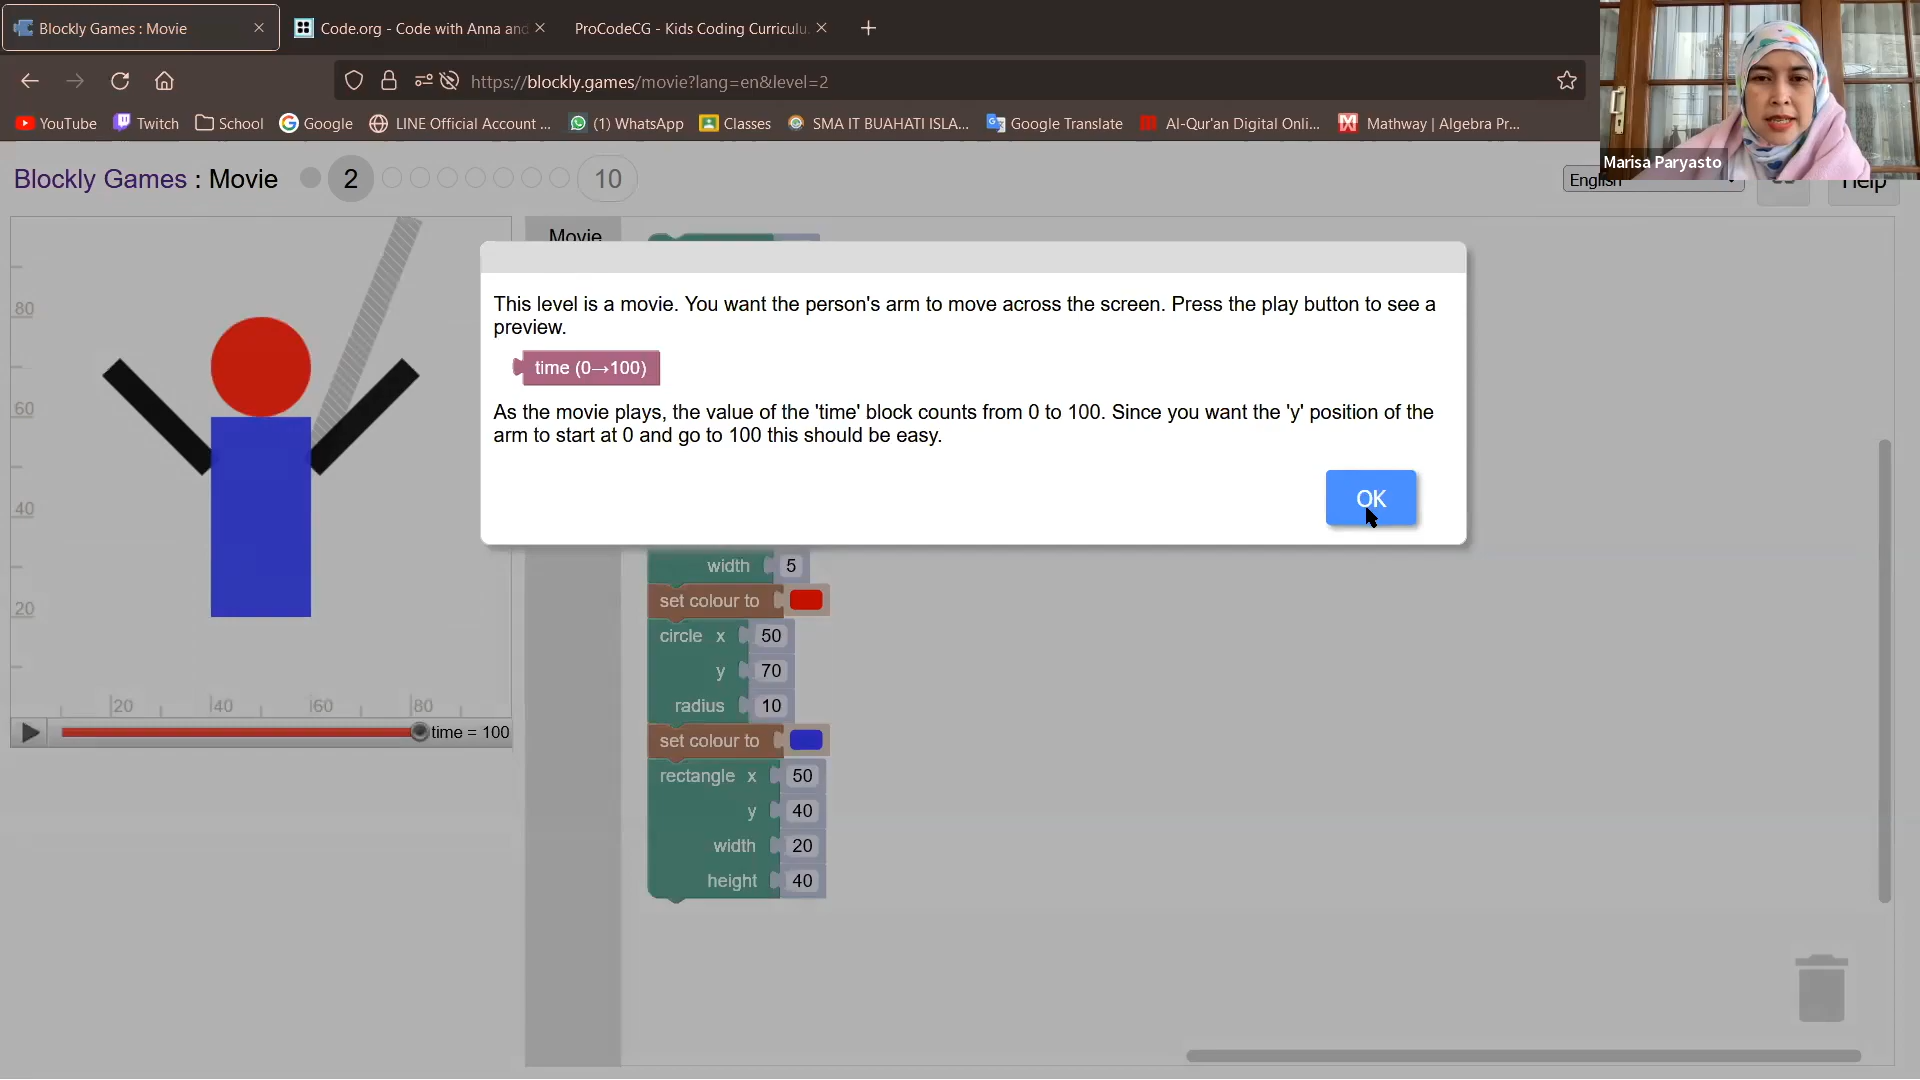 Blockly Games : Movie
Code.org - Code with Anna and
ProCodeCG - Kids Coding Curriculu
https://blockly.games/movie?lang=en&level=2
YouTube
Twitch
School
Google
LINE Official Account ...
(1) WhatsApp
Classes
SMA IT BUAHATI ISLA...
Google Translate
Al-Qur'an Digital Onli...
Mathway | Algebra Pr...
Marisa Paryasto
Blockly Games : Movie
2
10
English
Help
Movie
This level is a movie. You want the person's arm to move across the screen. Press the play button to see a
preview.
time (0→100)
As the movie plays, the value of the 'time' block counts from 0 to 100. Since you want the 'y' position of the
arm to start at 0 and go to 100 this should be easy.
OK
80
60
40
20
20
40
60
80
time = 100
width 5
set colour to
circle x 50
y 70
radius 10
set colour to
rectangle x 50
y 40
width 20
height 40